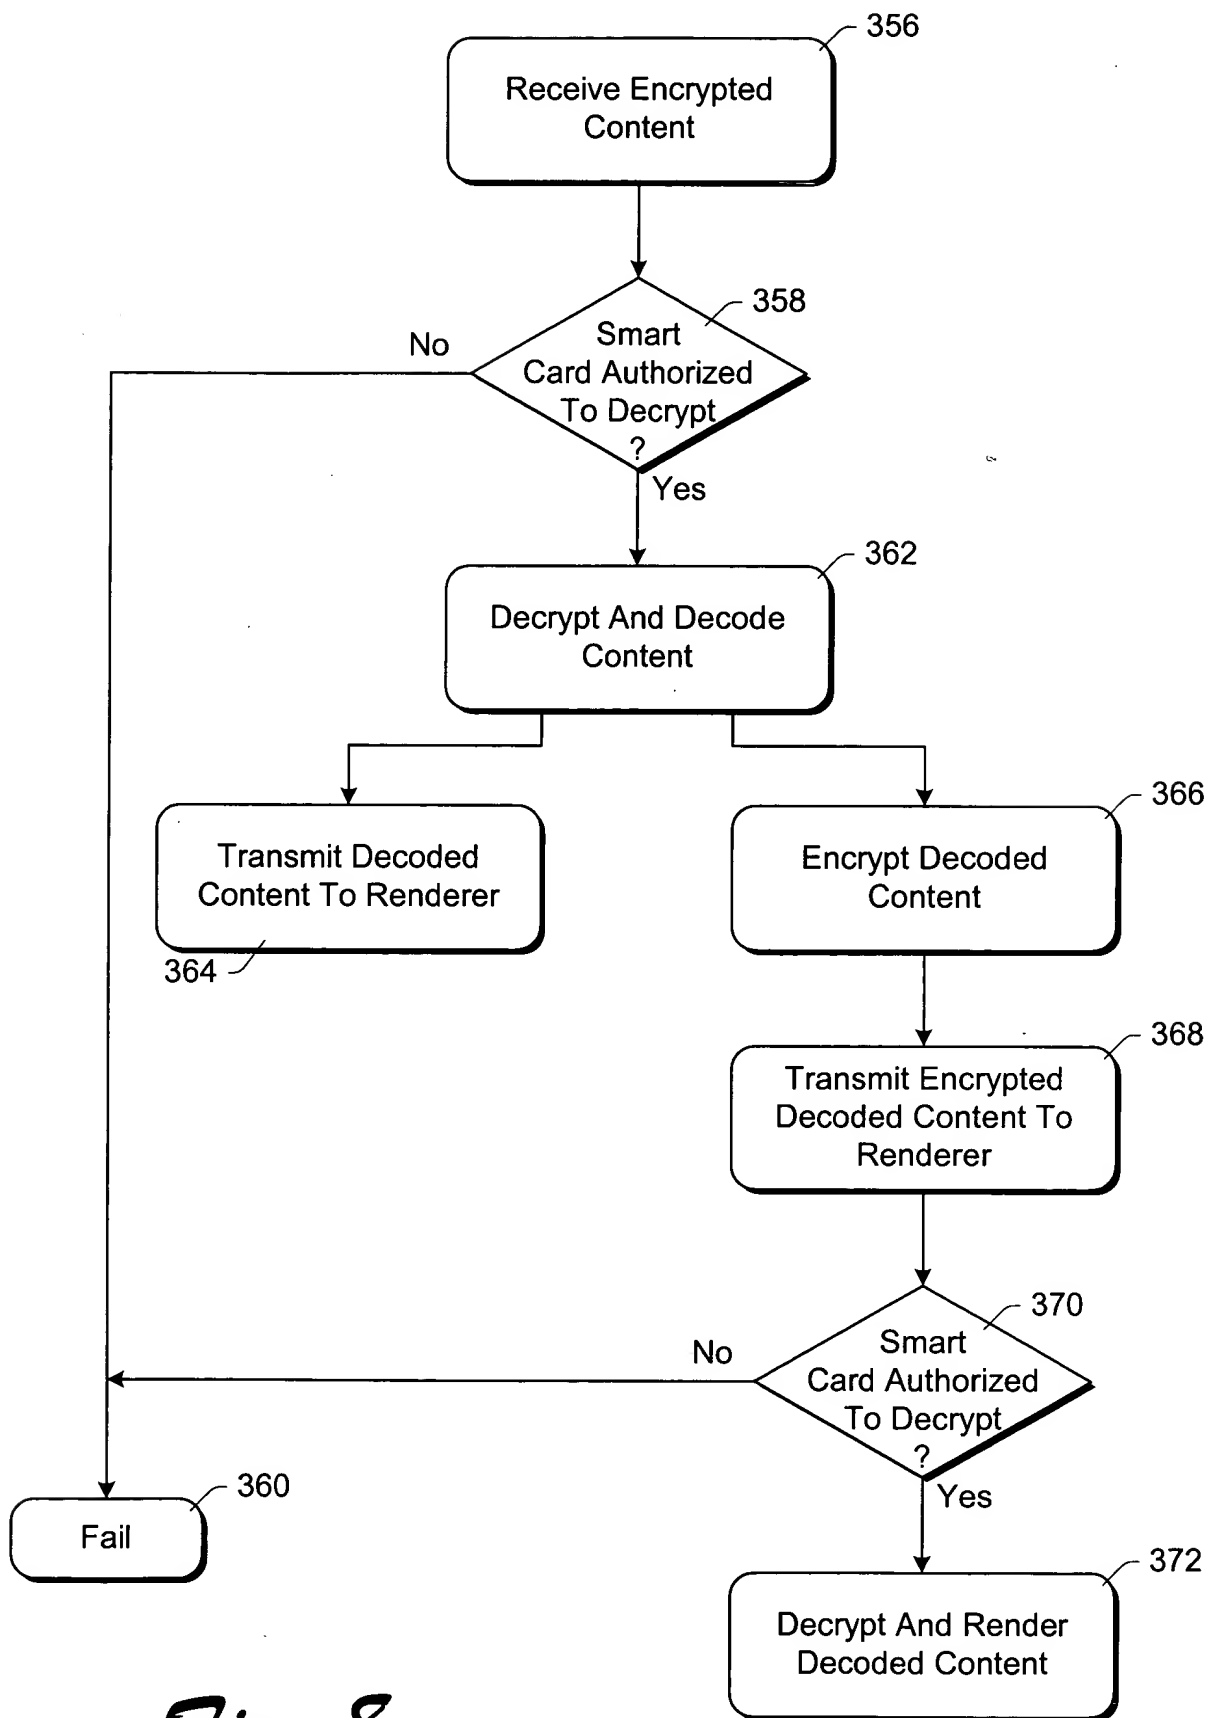 356
Receive Encrypted
Content
358
No
Smart
Card Authorized
To Decrypt
?
Yes
362
Decrypt And Decode
Content
366
Transmit Decoded
Content To Renderer
364
Encrypt Decoded
Content
368
Transmit Encrypted
Decoded Content To
Renderer
370
No
Smart
Card Authorized
To Decrypt
?
Yes
360
Fail
372
Decrypt And Render
Decoded Content
Fig. 8